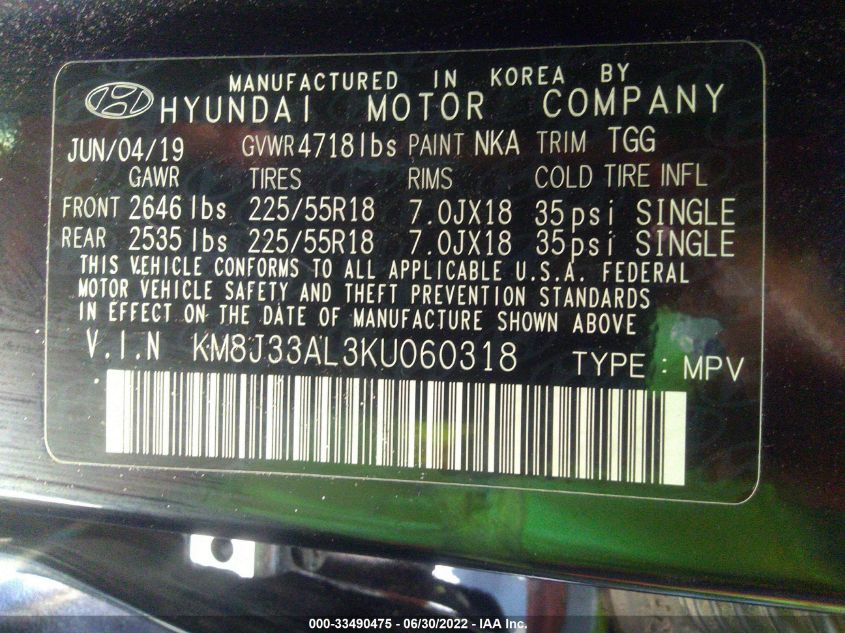 MANUFACTURED IN KOREA BY
HYUNDAI MOTOR COMPANY
JUN/04/19 GVWR 4718lbs PAINT NKA TRIM TGG
GAWR TIRES RIMS COLD TIRE INFL
FRONT 2646lbs 225/55R18 7.0JX18 35psi SINGLE
REAR 2535lbs 225/55R18 7.0JX18 35psi SINGLE
THIS VEHICLE CONFORMS TO ALL APPLICABLE U.S.A. FEDERAL
MOTOR VEHICLE SAFETY AND THEFT PREVENTION STANDARDS
IN EFFECT ON THE DATE OF MANUFACTURE SHOWN ABOVE
V.I.N KM8J33AL3KU060318 TYPE : MPV
000-33490475 - 06/30/2022 - IAA Inc.